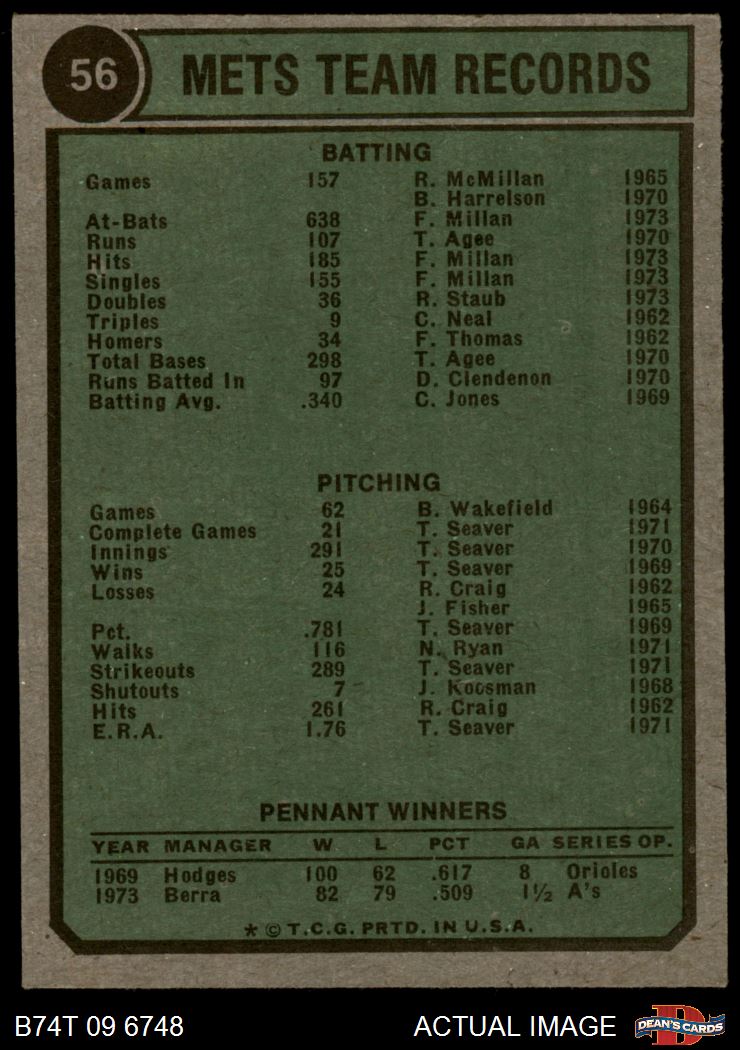 56 METS TEAM RECORDS
BATTING
Games 157 R. McMillan 1965
B. Harrelson 1970
At-Bats 638 F. Millan 1973
Runs 107 T. Agee 1970
Hits 185 F. Millan 1973
Singles 155 F. Millan 1973
Doubles 36 R. Staub 1973
Triples 9 C. Neal 1962
Homers 34 F. Thomas 1962
Total Bases 298 T. Agee 1970
Runs Batted In 97 D. Clendenon 1970
Batting Avg. .340 C. Jones 1969
PITCHING
Games 62 B. Wakefield 1964
Complete Games 21 T. Seaver 1971
Innings 291 T. Seaver 1970
Wins 25 T. Seaver 1969
Losses 24 R. Craig 1962
J. Fisher 1965
Pct. .781 T. Seaver 1969
Walks 116 N. Ryan 1971
Strikeouts 289 T. Seaver 1971
Shutouts 7 J. Koosman 1968
Hits 261 R. Craig 1962
E.R.A. 1.76 T. Seaver 1971
PENNANT WINNERS
YEAR MANAGER W L PCT GA SERIES OP.
1969 Hodges 100 62 .617 8 Orioles
1973 Berra 82 79 .509 1½ A's
* © T.C.G. PRTD. IN U.S.A.
B74T 09 6748 ACTUAL IMAGE D DEAN'S CARDS